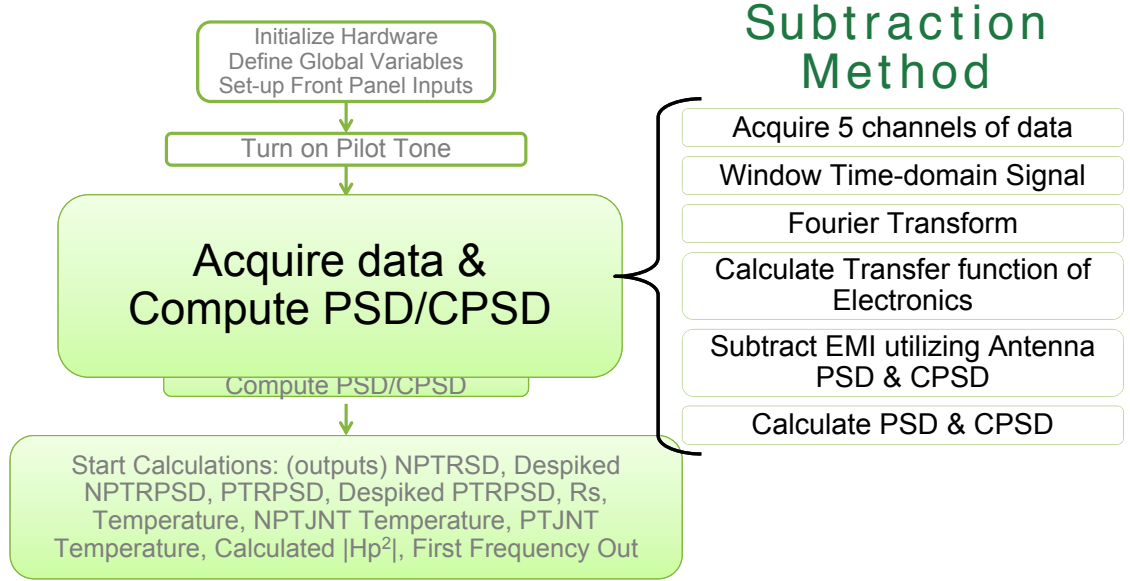 Initialize Hardware
Define Global Variables
Set-up Front Panel Inputs
Turn on Pilot Tone
Acquire data &
Compute PSD/CPSD
Compute PSD/CPSD
Start Calculations: (outputs) NPTRSD, Despiked
NPTRPSD, PTRPSD, Despiked PTRPSD, Rs,
Temperature, NPTJNT Temperature, PTJNT
Temperature, Calculated |Hp²|, First Frequency Out
Subtraction
Method
Acquire 5 channels of data
Window Time-domain Signal
Fourier Transform
Calculate Transfer function of
Electronics
Subtract EMI utilizing Antenna
PSD & CPSD
Calculate PSD & CPSD